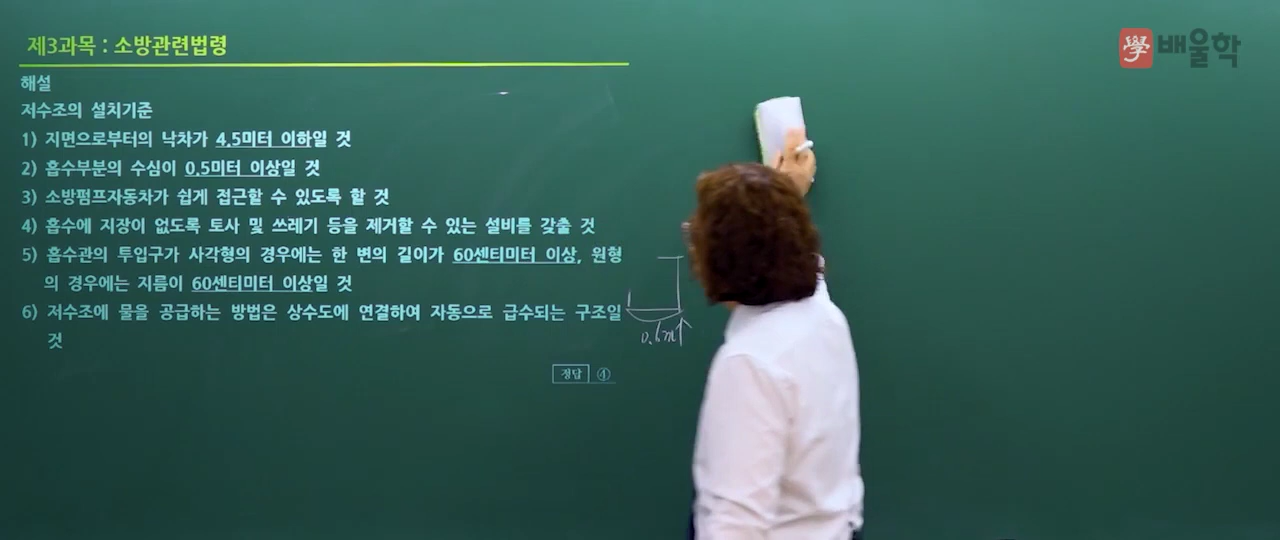 제3과목 : 소방관련법령
學 배울학
해설
저수조의 설치기준
1) 지면으로부터의 낙차가 4.5미터 이하일 것
2) 흡수부분의 수심이 0.5미터 이상일 것
3) 소방펌프자동차가 쉽게 접근할 수 있도록 할 것
4) 흡수에 지장이 없도록 토사 및 쓰레기 등을 제거할 수 있는 설비를 갖출 것
5) 흡수관의 투입구가 사각형의 경우에는 한 변의 길이가 60센티미터 이상, 원형
의 경우에는 지름이 60센티미터 이상일 것
6) 저수조에 물을 공급하는 방법은 상수도에 연결하여 자동으로 급수되는 구조일
것
0.6m↑
정답 ④